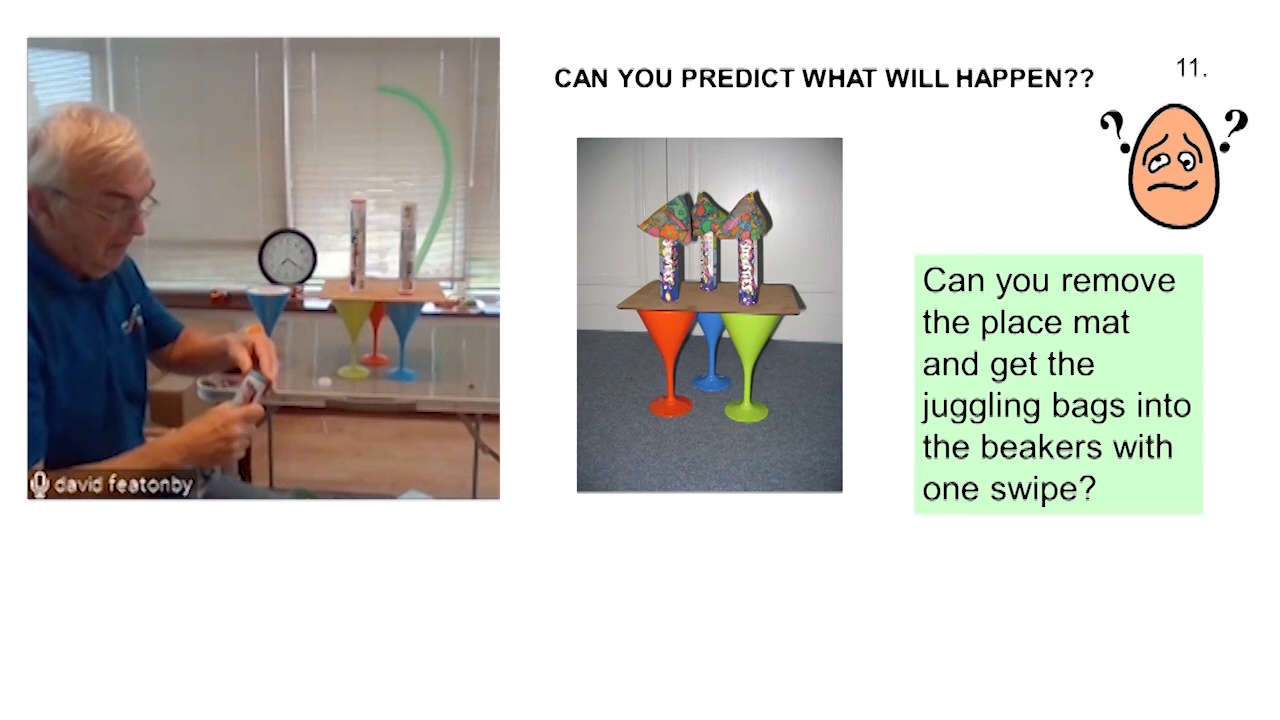 CAN YOU PREDICT WHAT WILL HAPPEN??
11.
Can you remove
the place mat
and get the
juggling bags into
the beakers with
one swipe?
david featonby